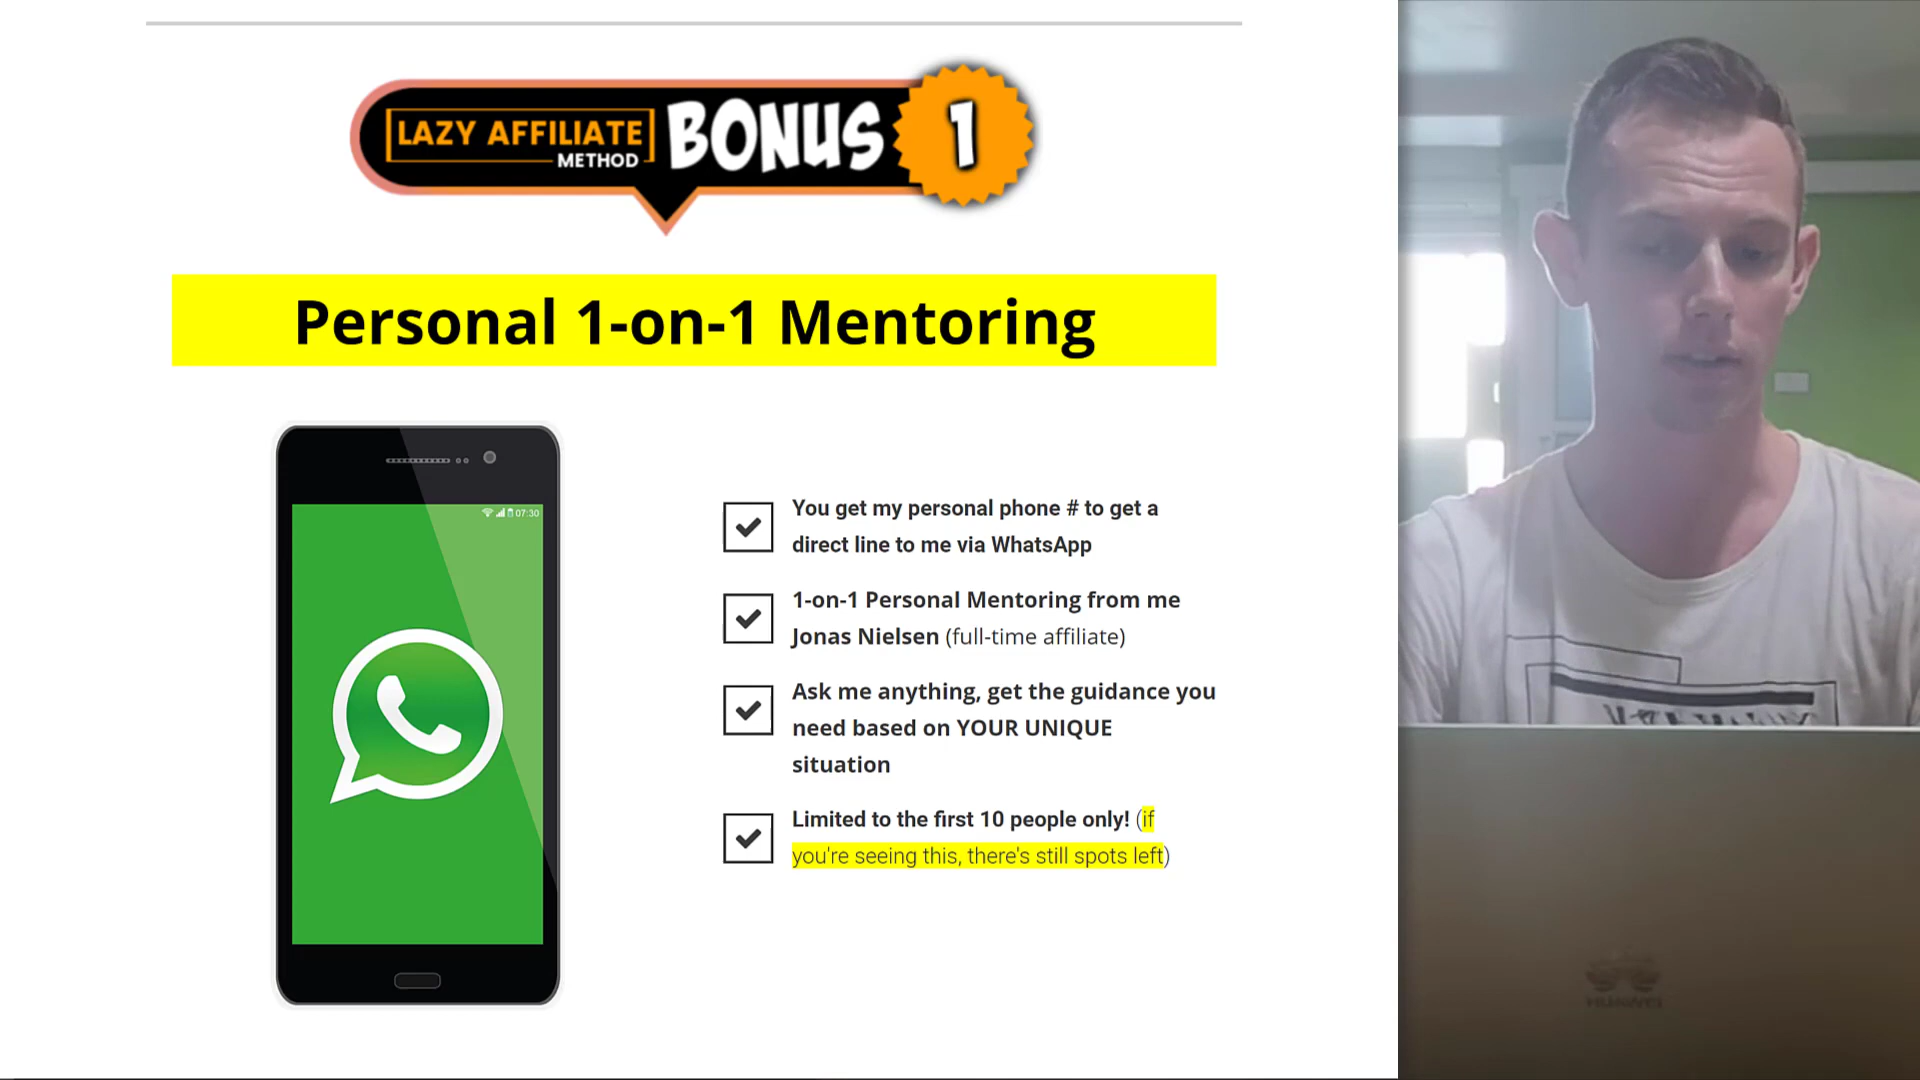 LAZY AFFILIATE
METHOD
BONUS
1
Personal 1-on-1 Mentoring
07:30
You get my personal phone # to get a
direct line to me via WhatsApp
1-on-1 Personal Mentoring from me
Jonas Nielsen (full-time affiliate)
Ask me anything, get the guidance you
need based on YOUR UNIQUE
situation
Limited to the first 10 people only! (if
you're seeing this, there's still spots left)
HUAWEI